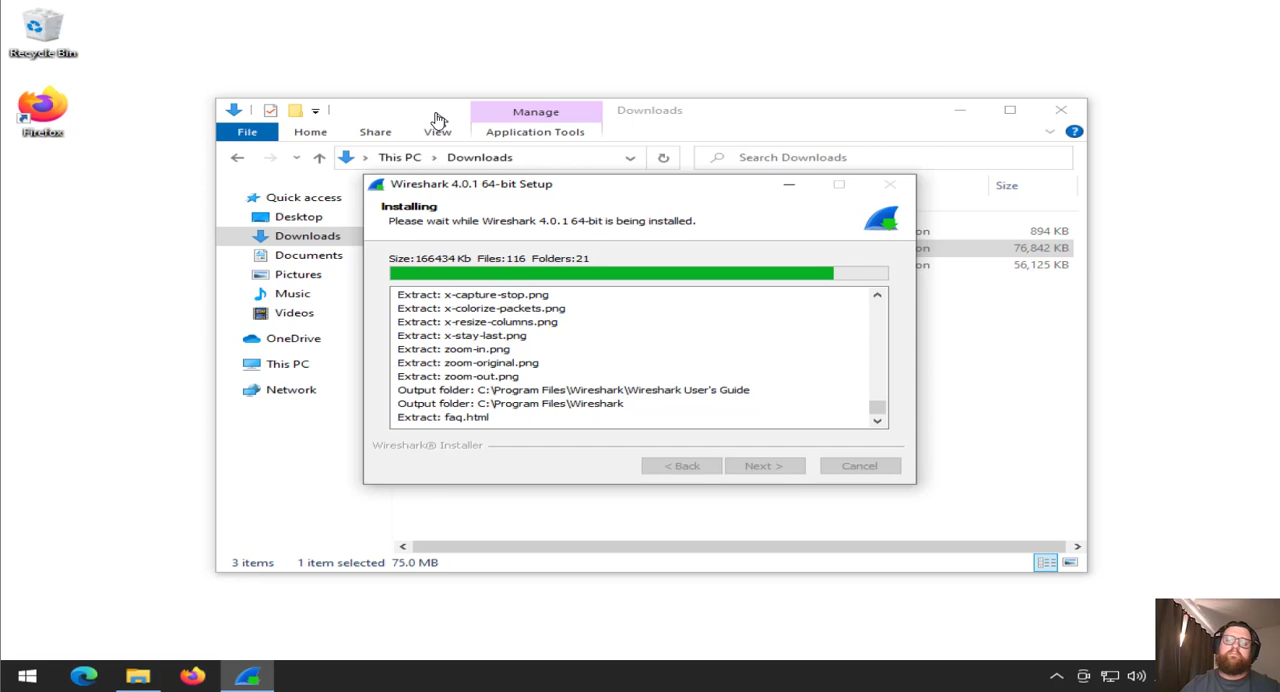 Recycle Bin
Firefox
Manage
Downloads
File
Home
Share
View
Application Tools
This PC
Downloads
Search Downloads
Quick access
Desktop
Downloads
Documents
Pictures
Music
Videos
OneDrive
This PC
Network
Size
on
894 KB
on
76,842 KB
on
56,125 KB
Wireshark 4.0.1 64-bit Setup
Installing
Please wait while Wireshark 4.0.1 64-bit is being installed.
Size:166434 Kb Files:116 Folders:21
Extract: x-capture-stop.png
Extract: x-colorize-packets.png
Extract: x-resize-columns.png
Extract: x-stay-last.png
Extract: zoom-in.png
Extract: zoom-original.png
Extract: zoom-out.png
Output folder: C:\Program Files\Wireshark\Wireshark User's Guide
Output folder: C:\Program Files\Wireshark
Extract: faq.html
Wireshark® Installer
< Back
Next >
Cancel
3 items
1 item selected 75.0 MB